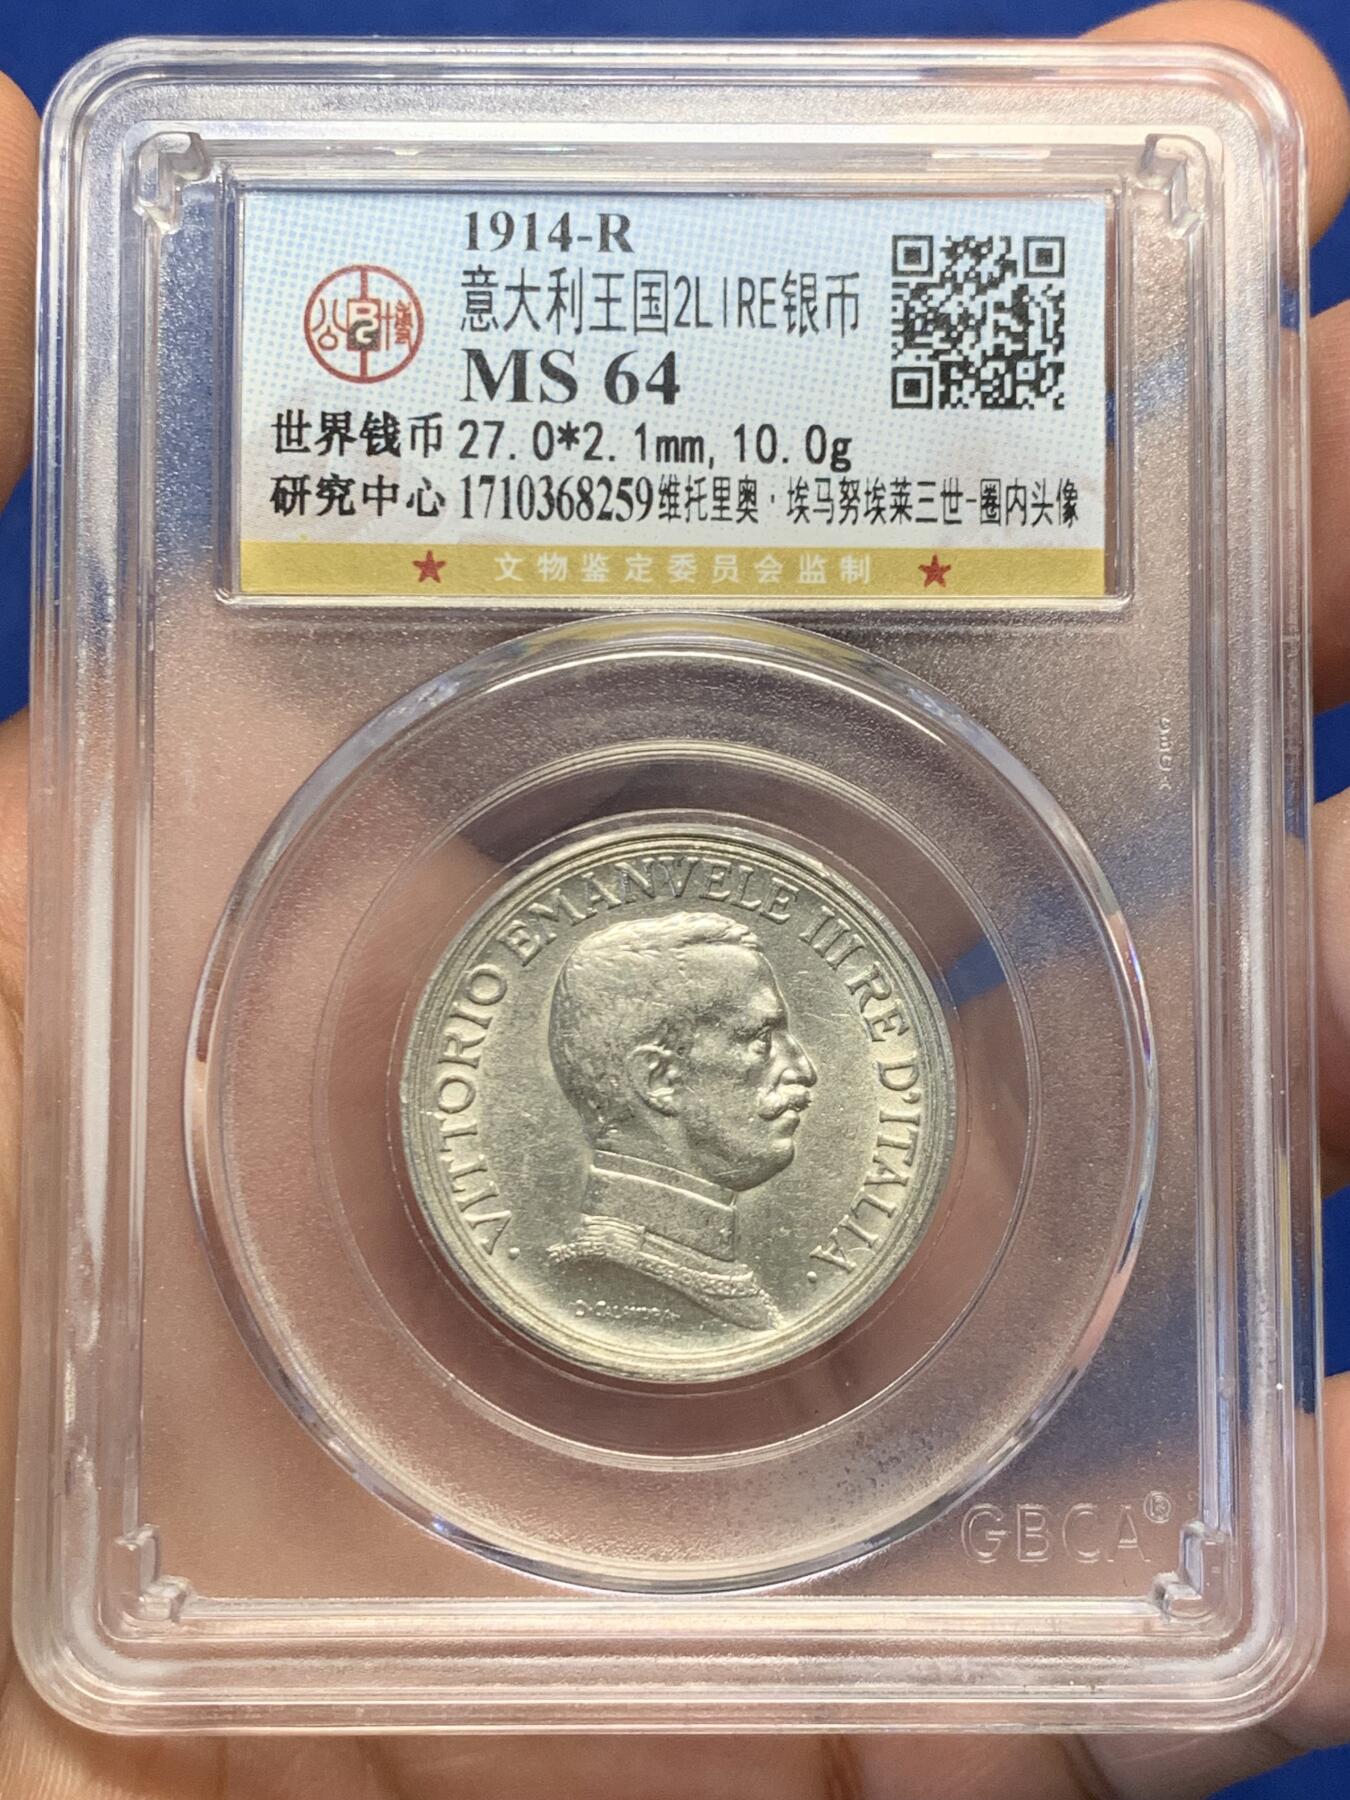 1914-R
意大利王国2LIRE银币
公 博
MS 64
世界钱币 27.0*2.1mm,10.0g
研究中心 1710368259维托里奥·埃马努埃莱三世-圈内头像
★ 文物鉴定委员会监制 ★
· VITTORIO EMANVELE III RE D'ITALIA ·
GBCA®